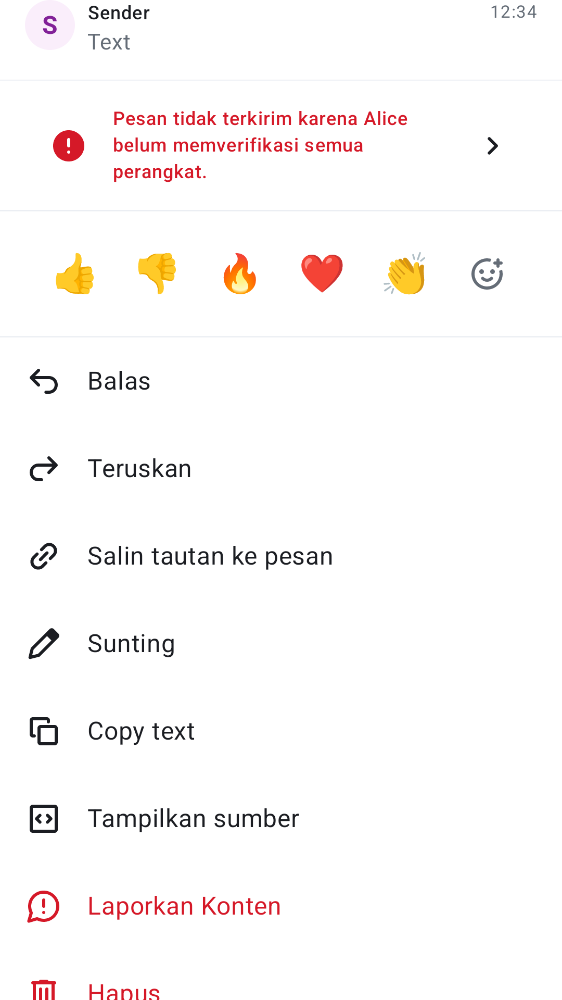 S
Sender
12:34
Text
Pesan tidak terkirim karena Alice
belum memverifikasi semua
perangkat.
Balas
Teruskan
Salin tautan ke pesan
Sunting
Copy text
Tampilkan sumber
Laporkan Konten
Hapus